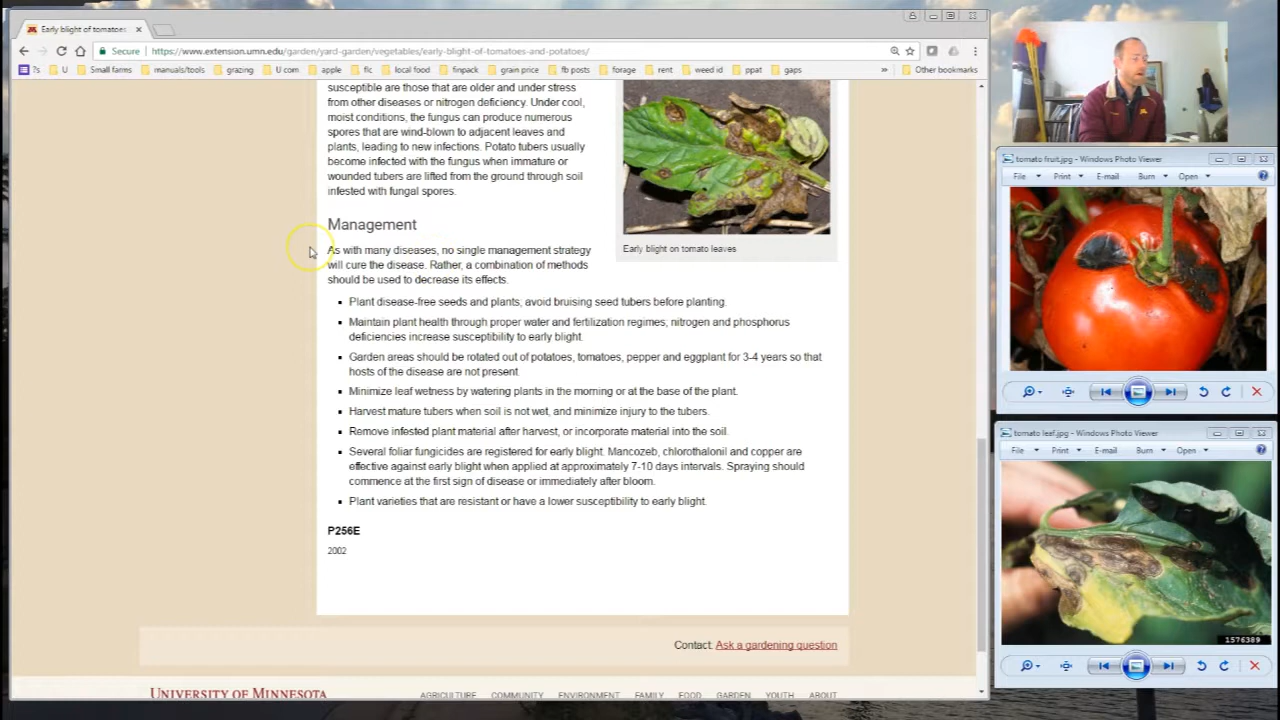 Early blight of tomatoes
Secure https://www.extension.umn.edu/garden/yard-garden/vegetables/early-blight-of-tomatoes-and-potatoes/
?s U Small farms manuals/tools grazing U com apple fic local food finpack grain price fb posts forage rent weed id ppat gaps » Other bookmarks
susceptible are those that are older and under stress
from other diseases or nitrogen deficiency. Under cool,
moist conditions, the fungus can produce numerous
spores that are wind-blown to adjacent leaves and
plants, leading to new infections. Potato tubers usually
become infected with the fungus when immature or
wounded tubers are lifted from the ground through soil
infested with fungal spores.
Early blight on tomato leaves
Management
As with many diseases, no single management strategy
will cure the disease. Rather, a combination of methods
should be used to decrease its effects.
Plant disease-free seeds and plants; avoid bruising seed tubers before planting.
Maintain plant health through proper water and fertilization regimes; nitrogen and phosphorus
deficiencies increase susceptibility to early blight.
Garden areas should be rotated out of potatoes, tomatoes, pepper and eggplant for 3-4 years so that
hosts of the disease are not present.
Minimize leaf wetness by watering plants in the morning or at the base of the plant.
Harvest mature tubers when soil is not wet, and minimize injury to the tubers.
Remove infested plant material after harvest, or incorporate material into the soil.
Several foliar fungicides are registered for early blight. Mancozeb, chlorothalonil and copper are
effective against early blight when applied at approximately 7-10 days intervals. Spraying should
commence at the first sign of disease or immediately after bloom.
Plant varieties that are resistant or have a lower susceptibility to early blight.
P256E
2002
Contact: Ask a gardening question
UNIVERSITY OF MINNESOTA
AGRICULTURE COMMUNITY ENVIRONMENT FAMILY FOOD GARDEN YOUTH ABOUT
tomato fruit.jpg - Windows Photo Viewer
File Print E-mail Burn Open
tomato leaf.jpg - Windows Photo Viewer
File Print E-mail Burn Open
1576389